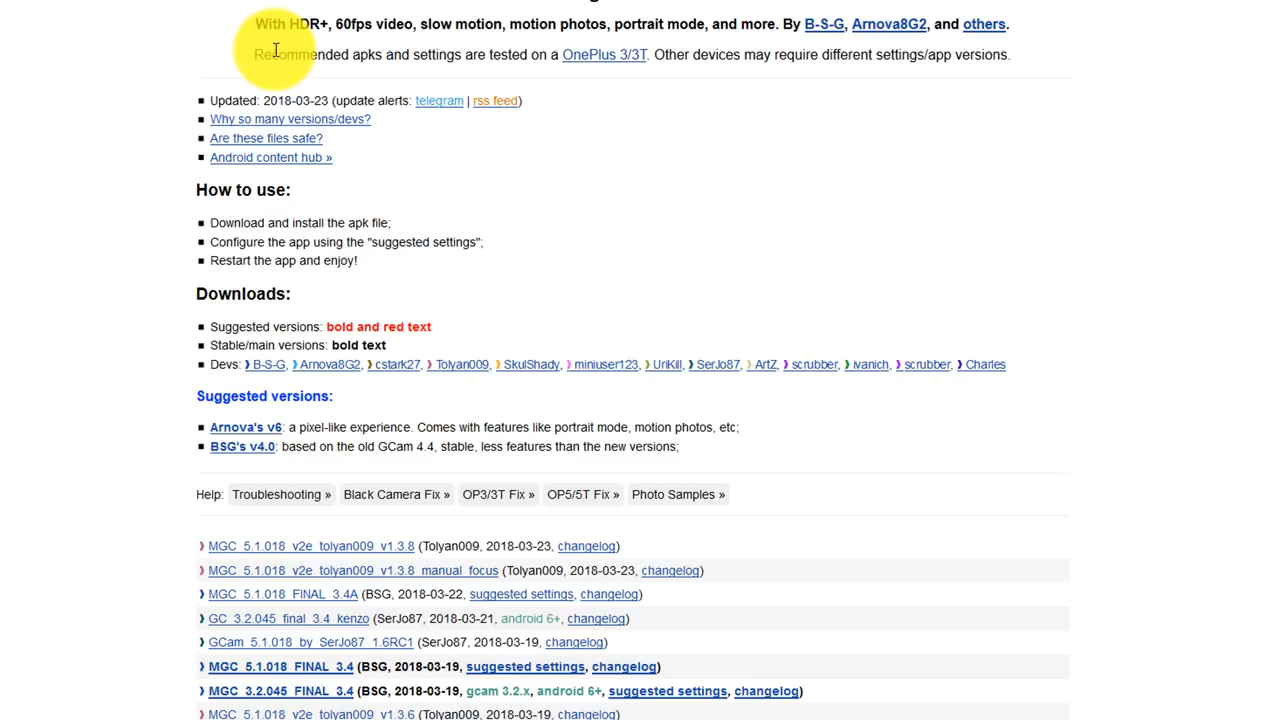 With HDR+, 60fps video, slow motion, motion photos, portrait mode, and more. By B-S-G, Arnova8G2, and others.
Recommended apks and settings are tested on a OnePlus 3/3T. Other devices may require different settings/app versions.
Updated: 2018-03-23 (update alerts: telegram | rss feed)
Why so many versions/devs?
Are these files safe?
Android content hub »
How to use:
Download and install the apk file;
Configure the app using the "suggested settings";
Restart the app and enjoy!
Downloads:
Suggested versions: bold and red text
Stable/main versions: bold text
Devs: ❱B-S-G, ❱Arnova8G2, ❱cstark27, ❱Tolyan009, ❱SkulShady, ❱miniuser123, ❱UriKill, ❱SerJo87, ❱ArtZ, ❱scrubber, ❱ivanich, ❱scrubber, ❱Charles
Suggested versions:
Arnova's v6: a pixel-like experience. Comes with features like portrait mode, motion photos, etc;
BSG's v4.0: based on the old GCam 4.4, stable, less features than the new versions;
Help: Troubleshooting » Black Camera Fix » OP3/3T Fix » OP5/5T Fix » Photo Samples »
❱MGC_5.1.018_v2e_tolyan009_v1.3.8 (Tolyan009, 2018-03-23, changelog)
❱MGC_5.1.018_v2e_tolyan009_v1.3.8_manual_focus (Tolyan009, 2018-03-23, changelog)
❱MGC_5.1.018_FINAL_3.4A (BSG, 2018-03-22, suggested settings, changelog)
❱GC_3.2.045_final_3.4_kenzo (SerJo87, 2018-03-21, android 6+, changelog)
❱GCam_5.1.018_by_SerJo87_1.6RC1 (SerJo87, 2018-03-19, changelog)
❱MGC_5.1.018_FINAL_3.4 (BSG, 2018-03-19, suggested settings, changelog)
❱MGC_3.2.045_FINAL_3.4 (BSG, 2018-03-19, gcam 3.2.x, android 6+, suggested settings, changelog)
❱MGC_5.1.018_v2e_tolyan009_v1.3.6 (Tolyan009, 2018-03-19, changelog)